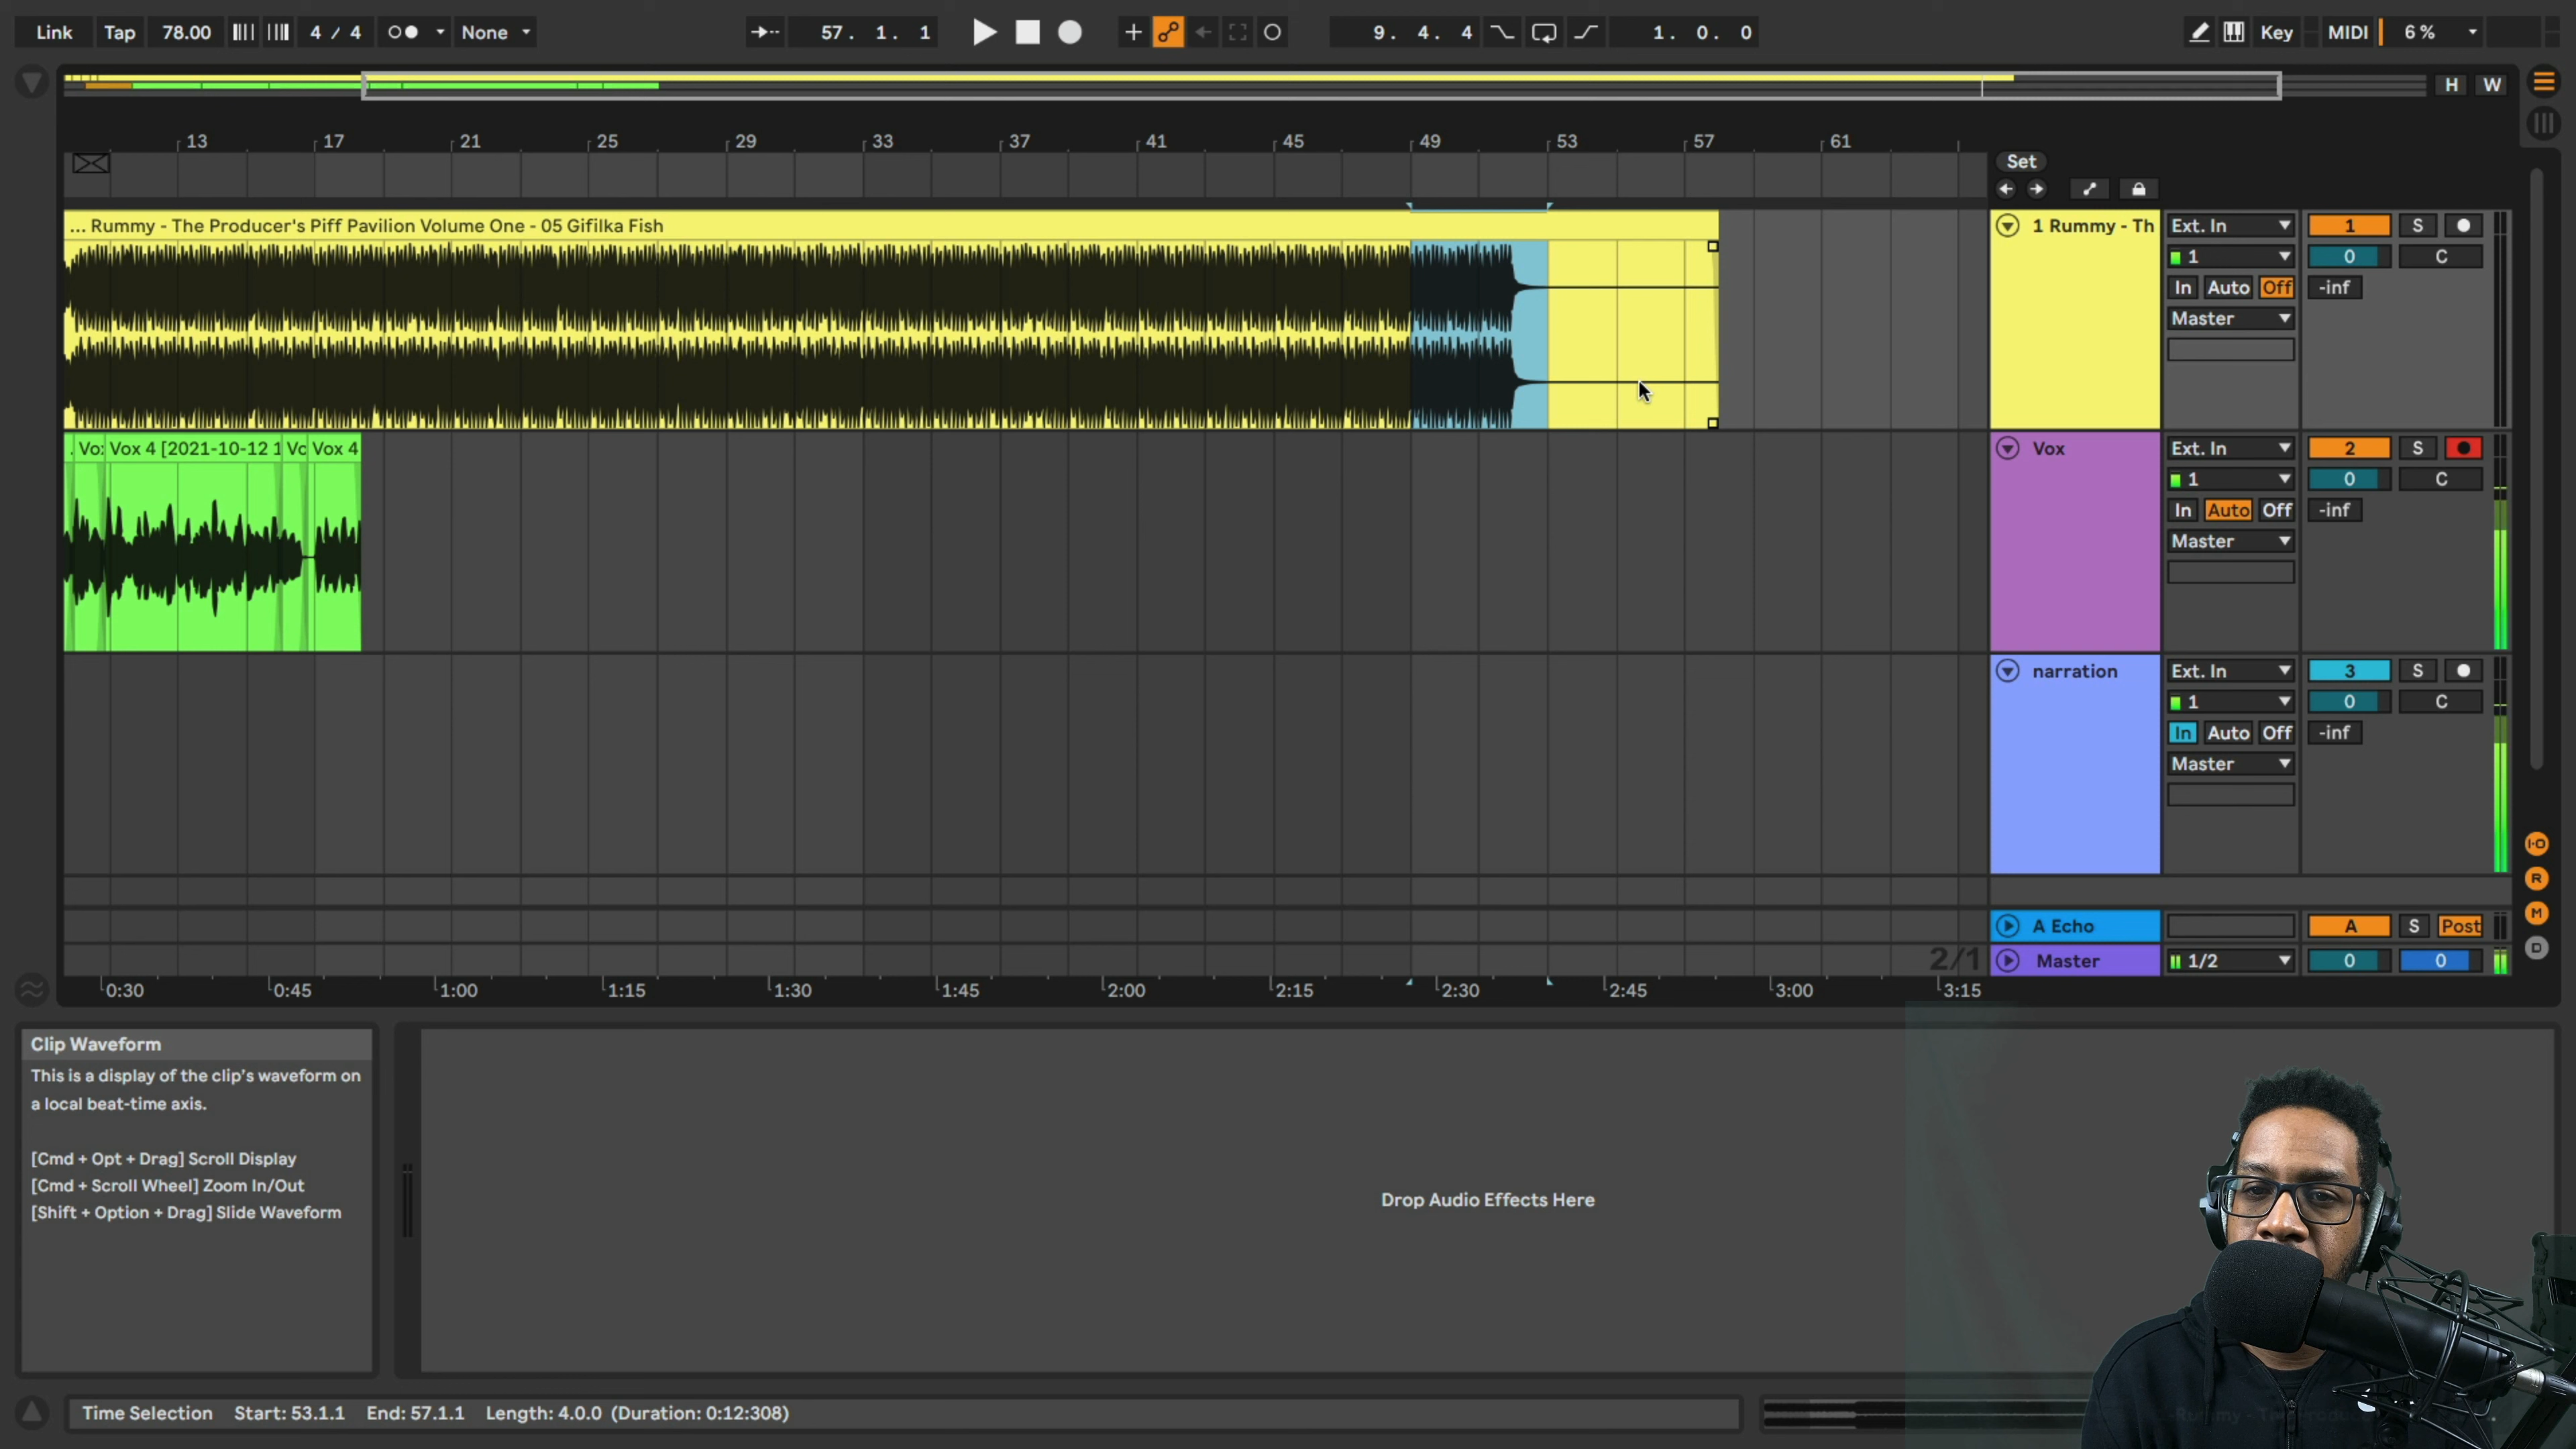 Link Tap 78.00 4 / 4 None 57. 1. 1 9. 4. 4 1. 0. 0 Key MIDI 6 %
H W
13 17 21 25 29 33 37 41 45 49 53 57 61
Set
... Rummy - The Producer's Piff Pavilion Volume One - 05 Gifilka Fish
1 Rummy - Th Ext. In 1 S
1 0 C
In Auto Off -inf
Master
Vox 4 [2021-10-12 1 Vox 4
Vox Ext. In 2 S
1 0 C
In Auto Off -inf
Master
narration Ext. In 3 S
1 0 C
In Auto Off -inf
Master
I-O
R
M
D
A Echo A S Post
2/1 Master 1/2 0 0
0:30 0:45 1:00 1:15 1:30 1:45 2:00 2:15 2:30 2:45 3:00 3:15
Clip Waveform
This is a display of the clip's waveform on
a local beat-time axis.
[Cmd + Opt + Drag] Scroll Display
[Cmd + Scroll Wheel] Zoom In/Out
[Shift + Option + Drag] Slide Waveform
Drop Audio Effects Here
Time Selection Start: 53.1.1 End: 57.1.1 Length: 4.0.0 (Duration: 0:12:308)